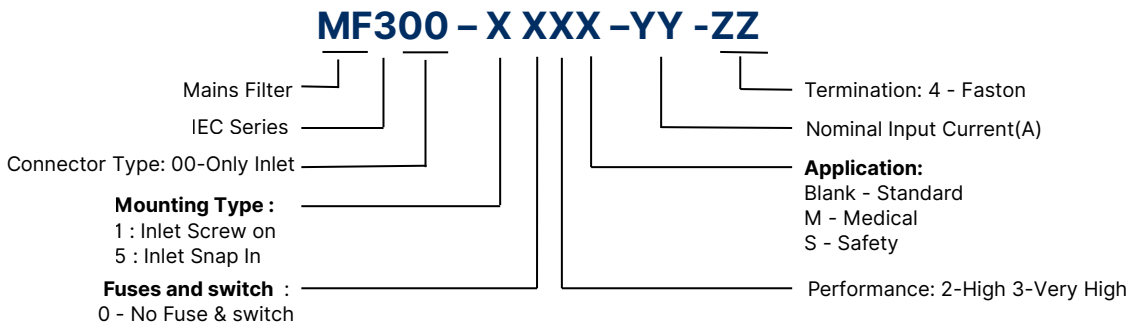 MF300 – X XXX –YY -ZZ
Mains Filter
IEC Series
Connector Type: 00-Only Inlet
Mounting Type :
1 : Inlet Screw on
5 : Inlet Snap In
Fuses and switch :
0 - No Fuse & switch
Termination: 4 - Faston
Nominal Input Current(A)
Application:
Blank - Standard
M - Medical
S - Safety
Performance: 2-High 3-Very High